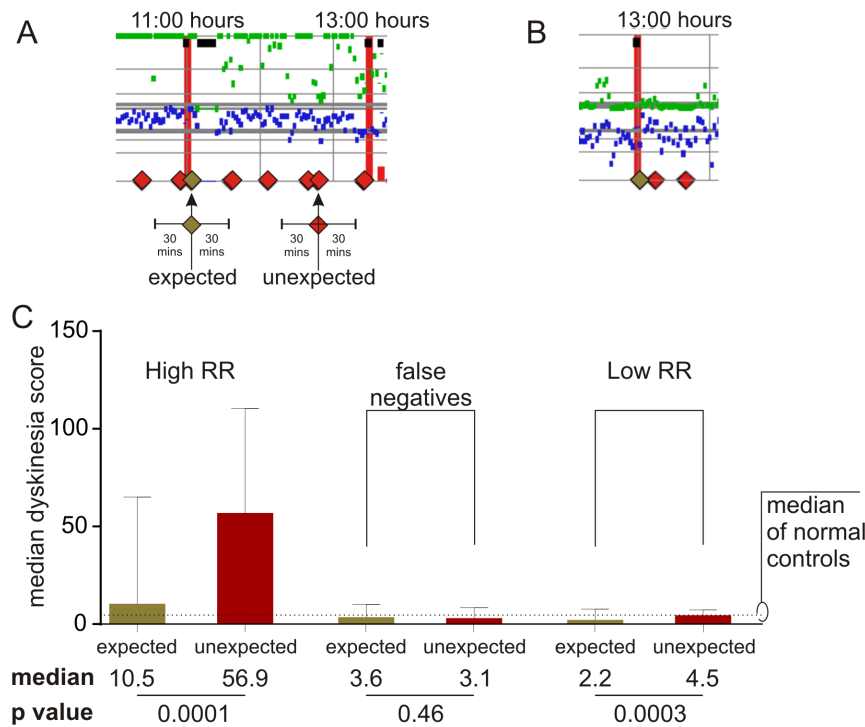 A
11:00 hours
13:00 hours
B
13:00 hours
30 mins
30 mins
30 mins
30 mins
expected
unexpected
C
median dyskinesia score
150
100
50
0
High RR
false
negatives
Low RR
median
of normal
controls
expected
unexpected
expected
unexpected
expected
unexpected
median
10.5
56.9
3.6
3.1
2.2
4.5
p value
0.0001
0.46
0.0003